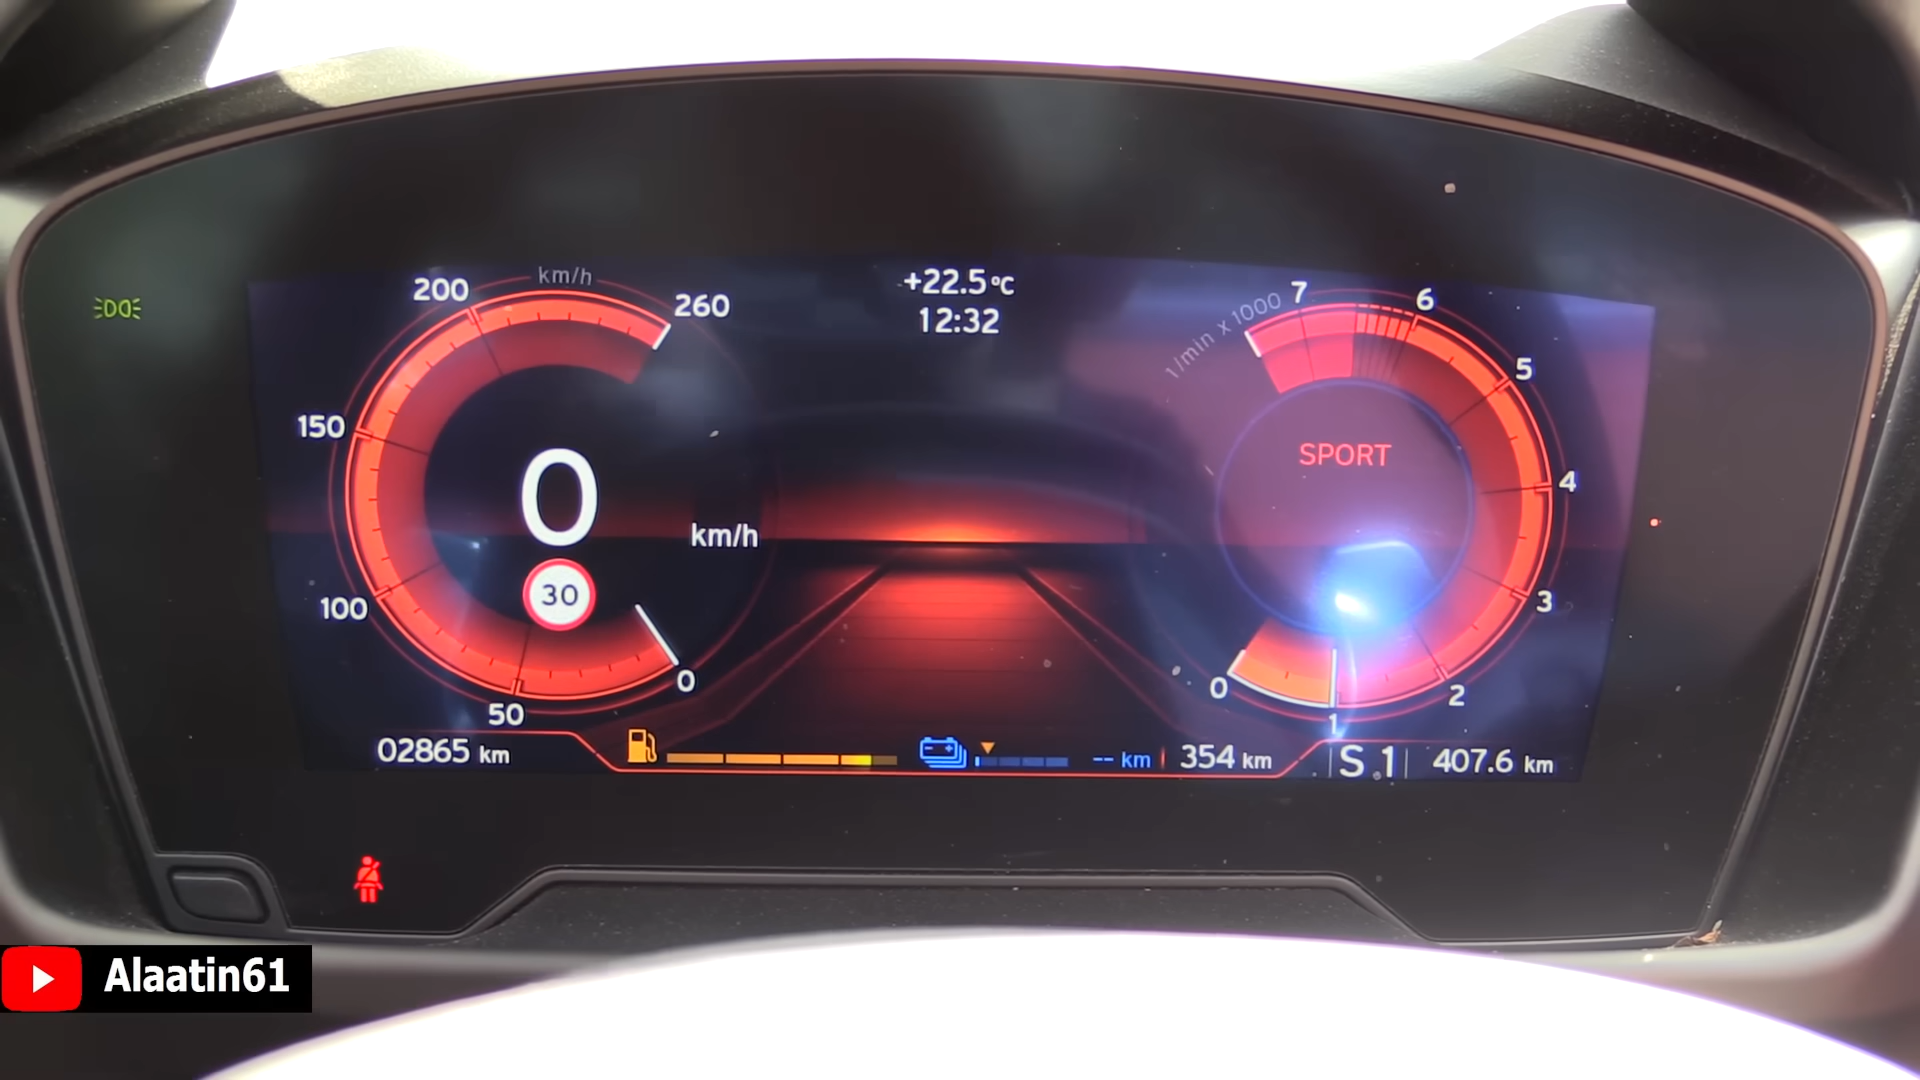 km/h
200
260
150
100
50
0
0
km/h
30
+22.5°C
12:32
1/min x 1000
7
6
5
4
3
2
1
0
SPORT
02865 km
-- km
354 km
S 1
407.6 km
Alaatin61